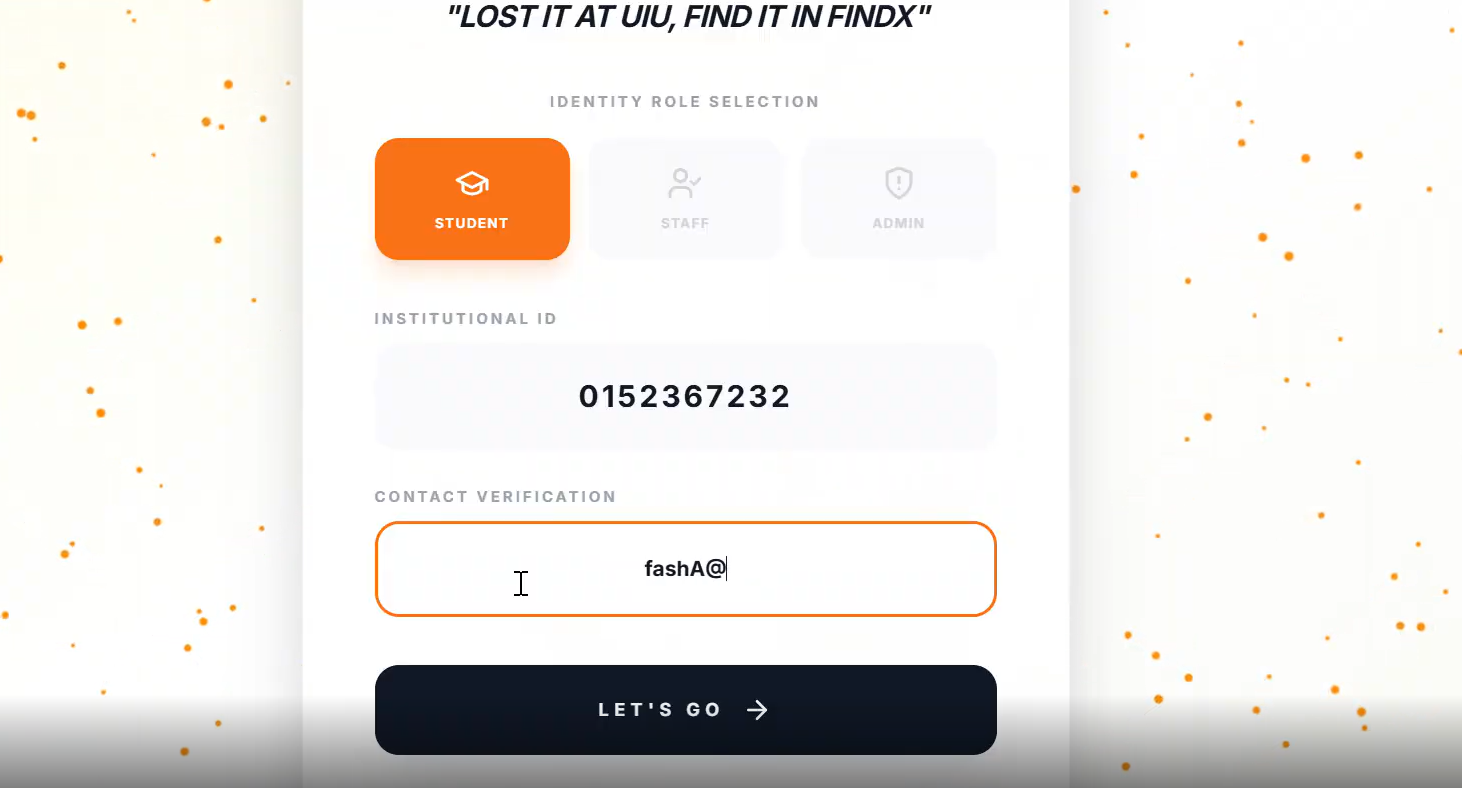 "LOST IT AT UIU, FIND IT IN FINDX"
IDENTITY ROLE SELECTION
STUDENT
STAFF
ADMIN
INSTITUTIONAL ID
0152367232
CONTACT VERIFICATION
fashA@
LET'S GO →